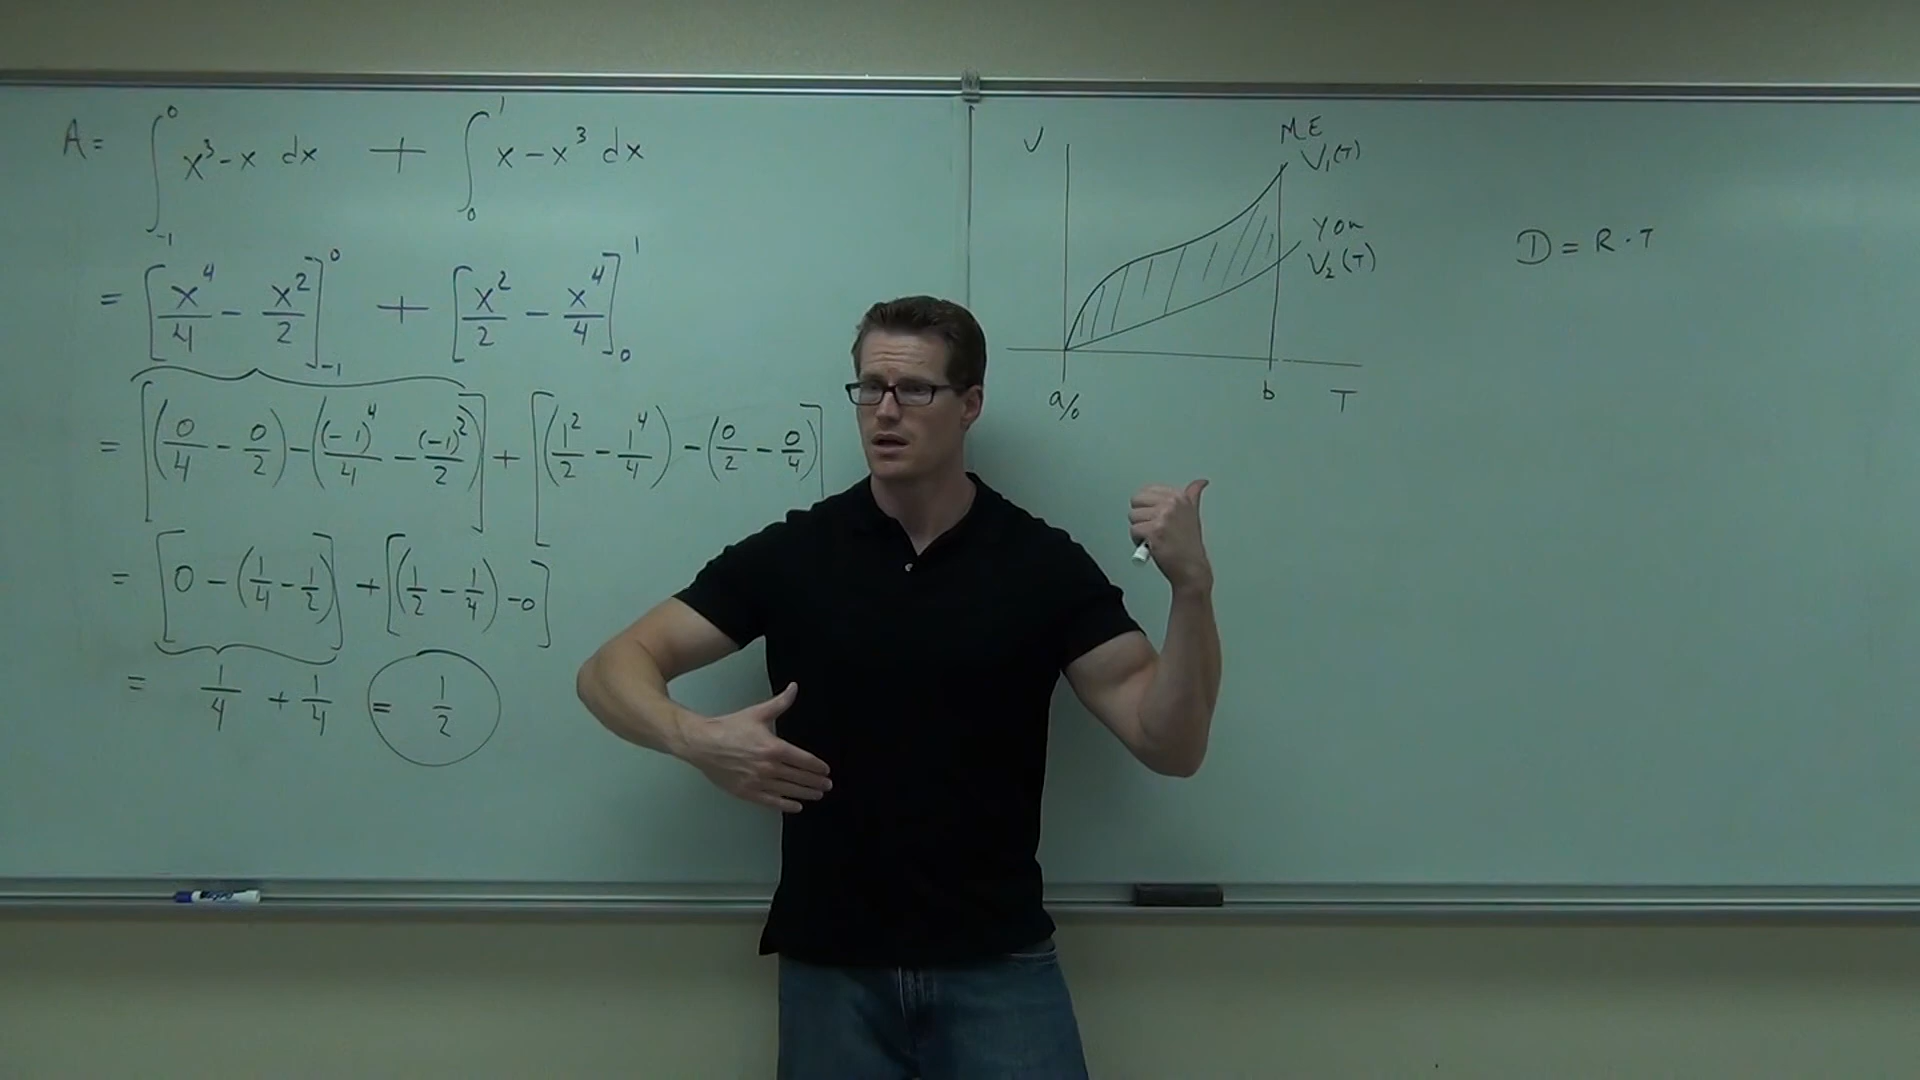 A = ∫₋₁⁰ x³ - x dx + ∫₀¹ x - x³ dx
= [x⁴/4 - x²/2]₋₁⁰ + [x²/2 - x⁴/4]₀¹
= [(0/4 - 0/2) - ((-1)⁴/4 - (-1)²/2)] + [(1²/2 - 1⁴/4) - (0/2 - 0/4)]
= [0 - (1/4 - 1/2)] + [(1/2 - 1/4) - 0]
= 1/4 + 1/4 = 1/2
V
ME
V₁(T)
YOU
V₂(T)
a/0
b
T
D = R · T